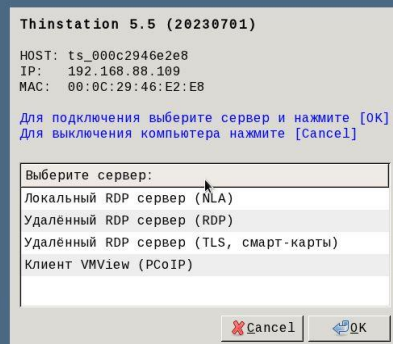 Thinstation 5.5 (20230701)
HOST: ts_000c2946e2e8
IP: 192.168.88.109
MAC: 00:0C:29:46:E2:E8
Для подключения выберите сервер и нажмите [OK]
Для выключения компьютера нажмите [Cancel]
Выберите сервер:
Локальный RDP сервер (NLA)
Удалённый RDP сервер (RDP)
Удалённый RDP сервер (TLS, смарт-карты)
Клиент VMView (PCoIP)
Cancel OK